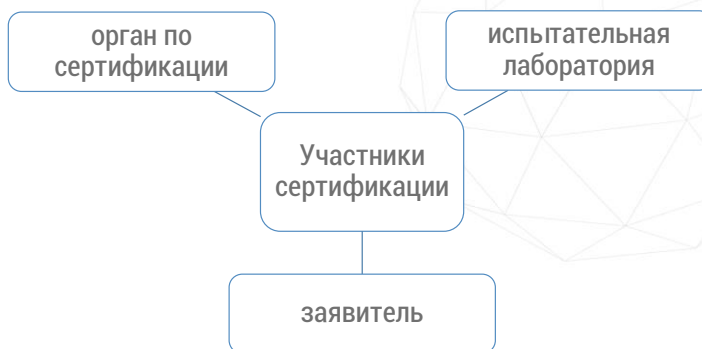 орган по
сертификации
испытательная
лаборатория
Участники
сертификации
заявитель